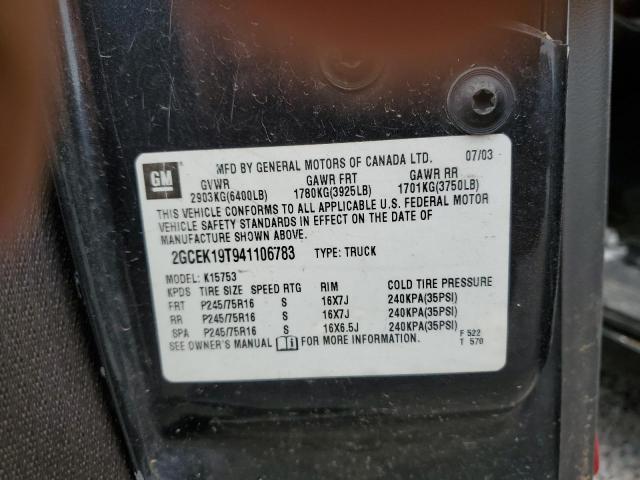 GM
MFD BY GENERAL MOTORS OF CANADA LTD. 07/03
GVWR GAWR FRT GAWR RR
2903KG(6400LB) 1780KG(3925LB) 1701KG(3750LB)
THIS VEHICLE CONFORMS TO ALL APPLICABLE U.S. FEDERAL MOTOR
VEHICLE SAFETY STANDARDS IN EFFECT ON THE DATE OF
MANUFACTURE SHOWN ABOVE.
2GCEK19T941106783 TYPE: TRUCK
MODEL: K15753
KPDS TIRE SIZE SPEED RTG RIM COLD TIRE PRESSURE
FRT P245/75R16 S 16X7J 240KPA(35PSI)
RR P245/75R16 S 16X7J 240KPA(35PSI)
SPA P245/75R16 S 16X6.5J 240KPA(35PSI)
SEE OWNER'S MANUAL FOR MORE INFORMATION.
F 522
T 570